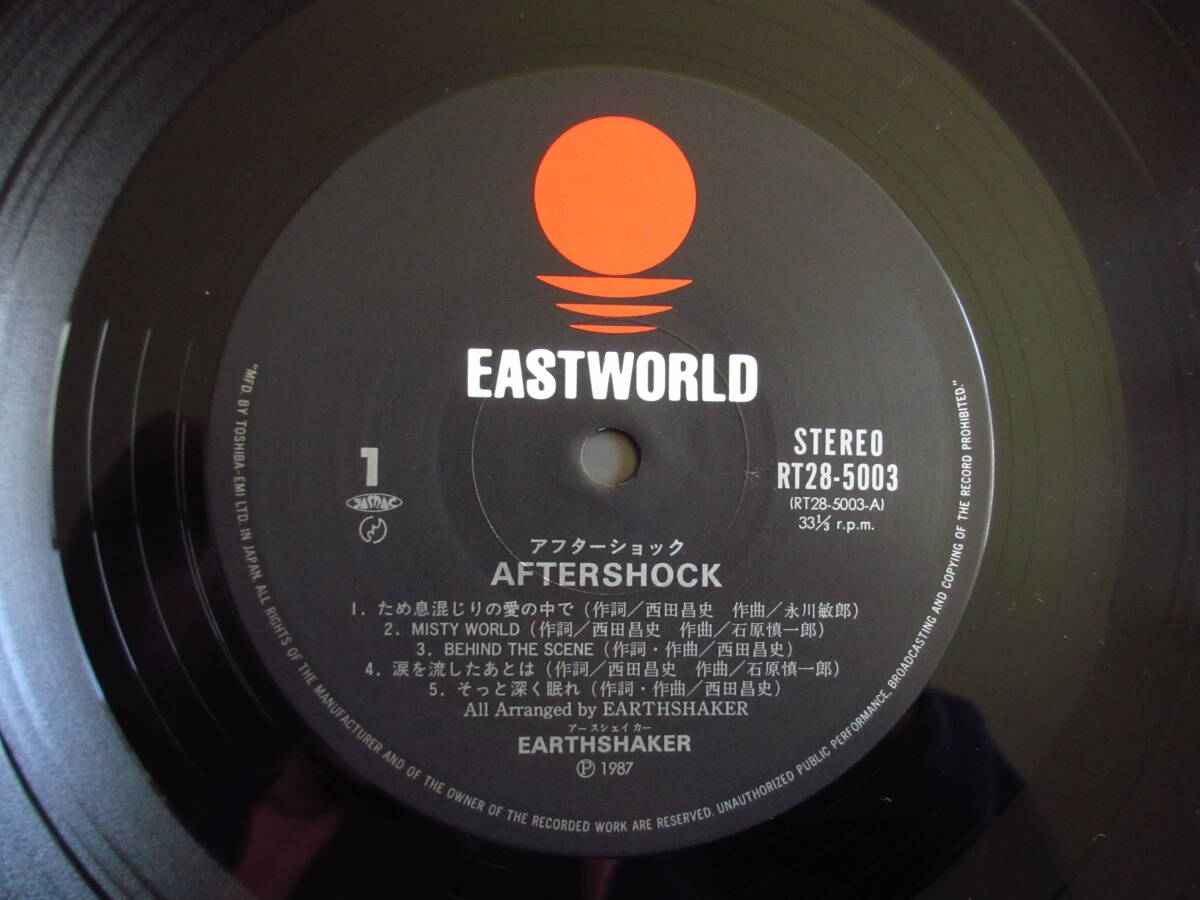 EASTWORLD
1
JASRAC
STEREO
RT28-5003
(RT28-5003-A)
33⅓ r.p.m.
アフターショック
AFTERSHOCK
1. ため息混じりの愛の中で (作詞/西田昌史 作曲/永川敏郎)
2. MISTY WORLD (作詞/西田昌史 作曲/石原慎一郎)
3. BEHIND THE SCENE (作詞・作曲/西田昌史)
4. 涙を流したあとは (作詞/西田昌史 作曲/石原慎一郎)
5. そっと深く眠れ (作詞・作曲/西田昌史)
All Arranged by EARTHSHAKER
アースシェイカー
EARTHSHAKER
℗ 1987
"MFD. BY TOSHIBA-EMI LTD. IN JAPAN. ALL RIGHTS OF THE MANUFACTURER AND OF THE OWNER OF THE RECORDED WORK ARE RESERVED. UNAUTHORIZED PUBLIC PERFORMANCE, BROADCASTING AND COPYING OF THE RECORD PROHIBITED."